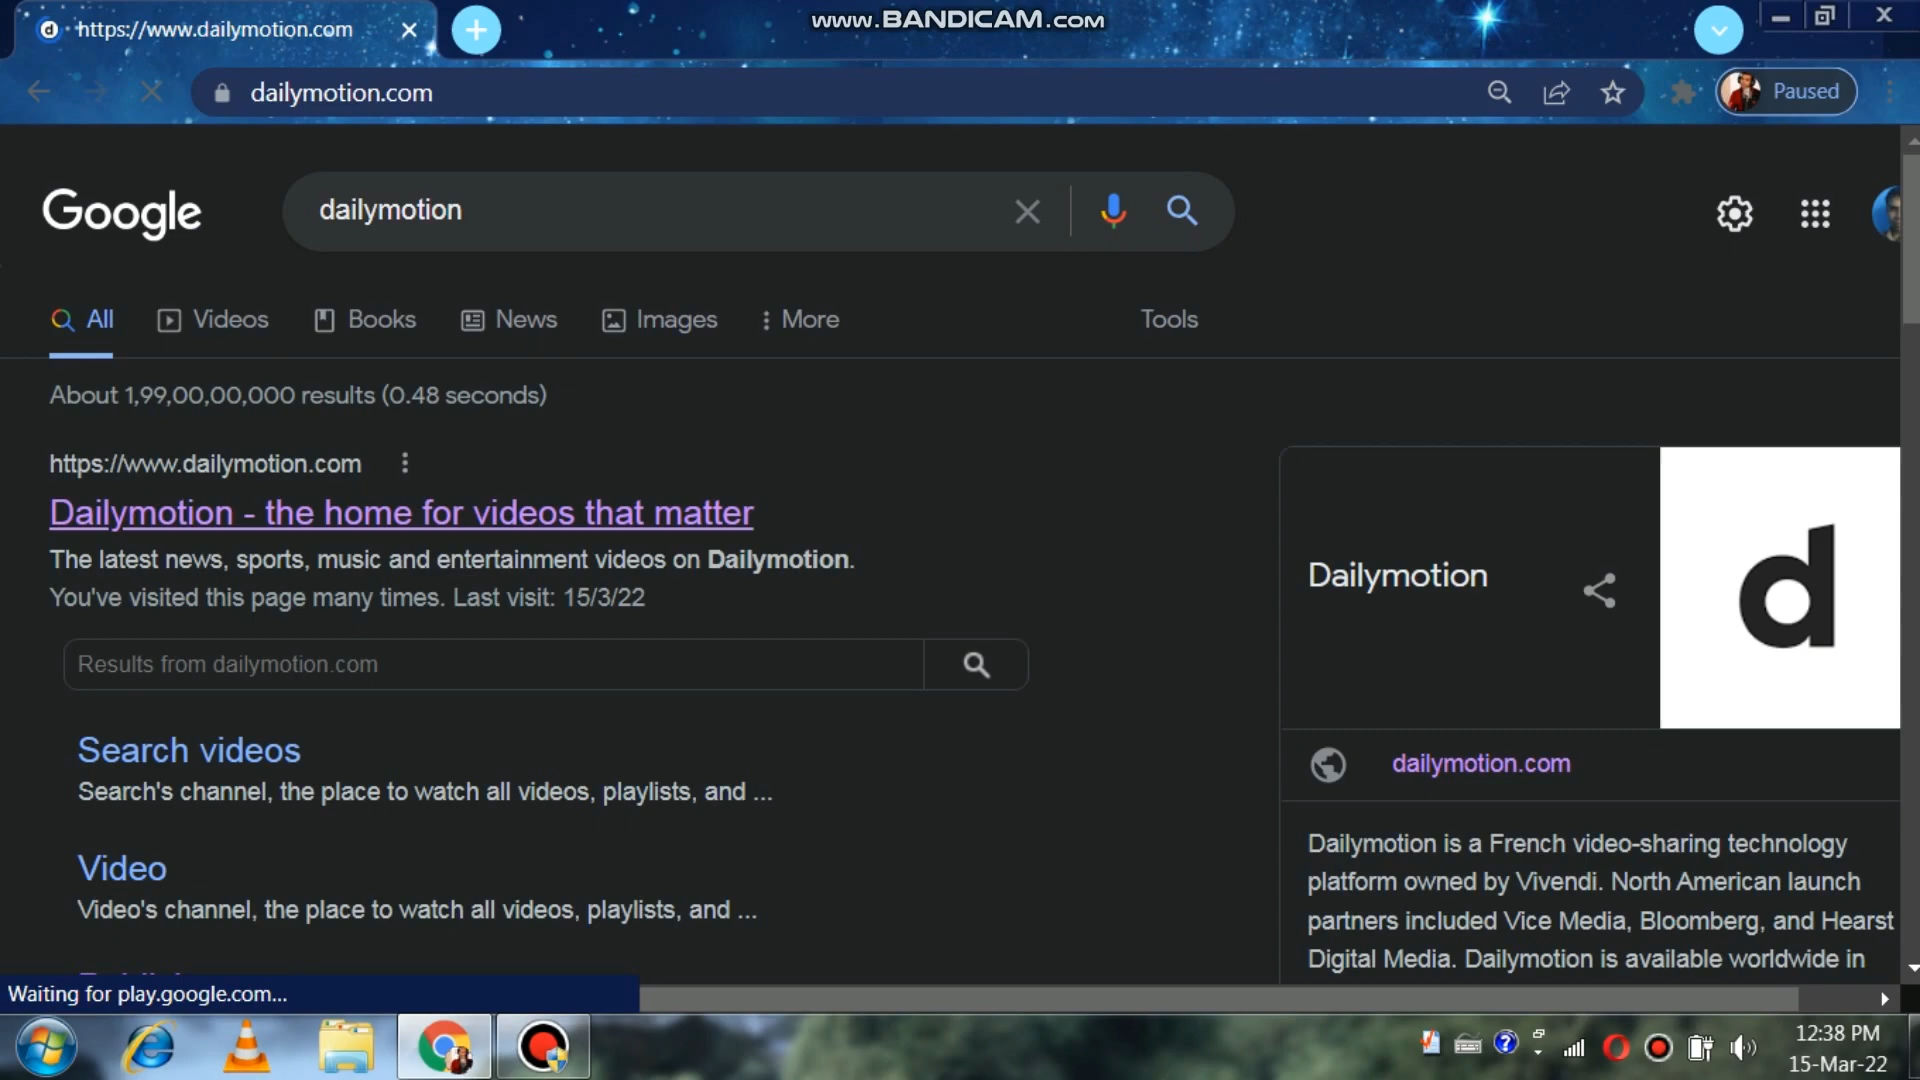 www.BANDICAM.com
https://www.dailymotion.com
dailymotion.com
Paused
Google
dailymotion
All
Videos
Books
News
Images
More
Tools
About 1,99,00,00,000 results (0.48 seconds)
https://www.dailymotion.com
Dailymotion - the home for videos that matter
The latest news, sports, music and entertainment videos on Dailymotion.
You've visited this page many times. Last visit: 15/3/22
Results from dailymotion.com
Search videos
Search's channel, the place to watch all videos, playlists, and ...
Video
Video's channel, the place to watch all videos, playlists, and ...
Dailymotion
d
dailymotion.com
Dailymotion is a French video-sharing technology
platform owned by Vivendi. North American launch
partners included Vice Media, Bloomberg, and Hearst
Digital Media. Dailymotion is available worldwide in
Waiting for play.google.com...
12:38 PM
15-Mar-22